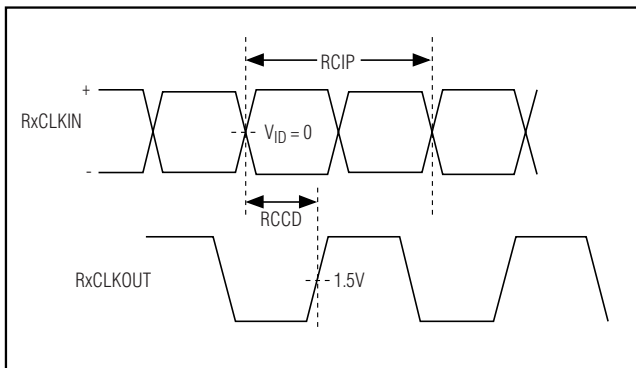 RCIP
+
RxCLKIN
V_ID = 0
-
RCCD
RxCLKOUT
1.5V